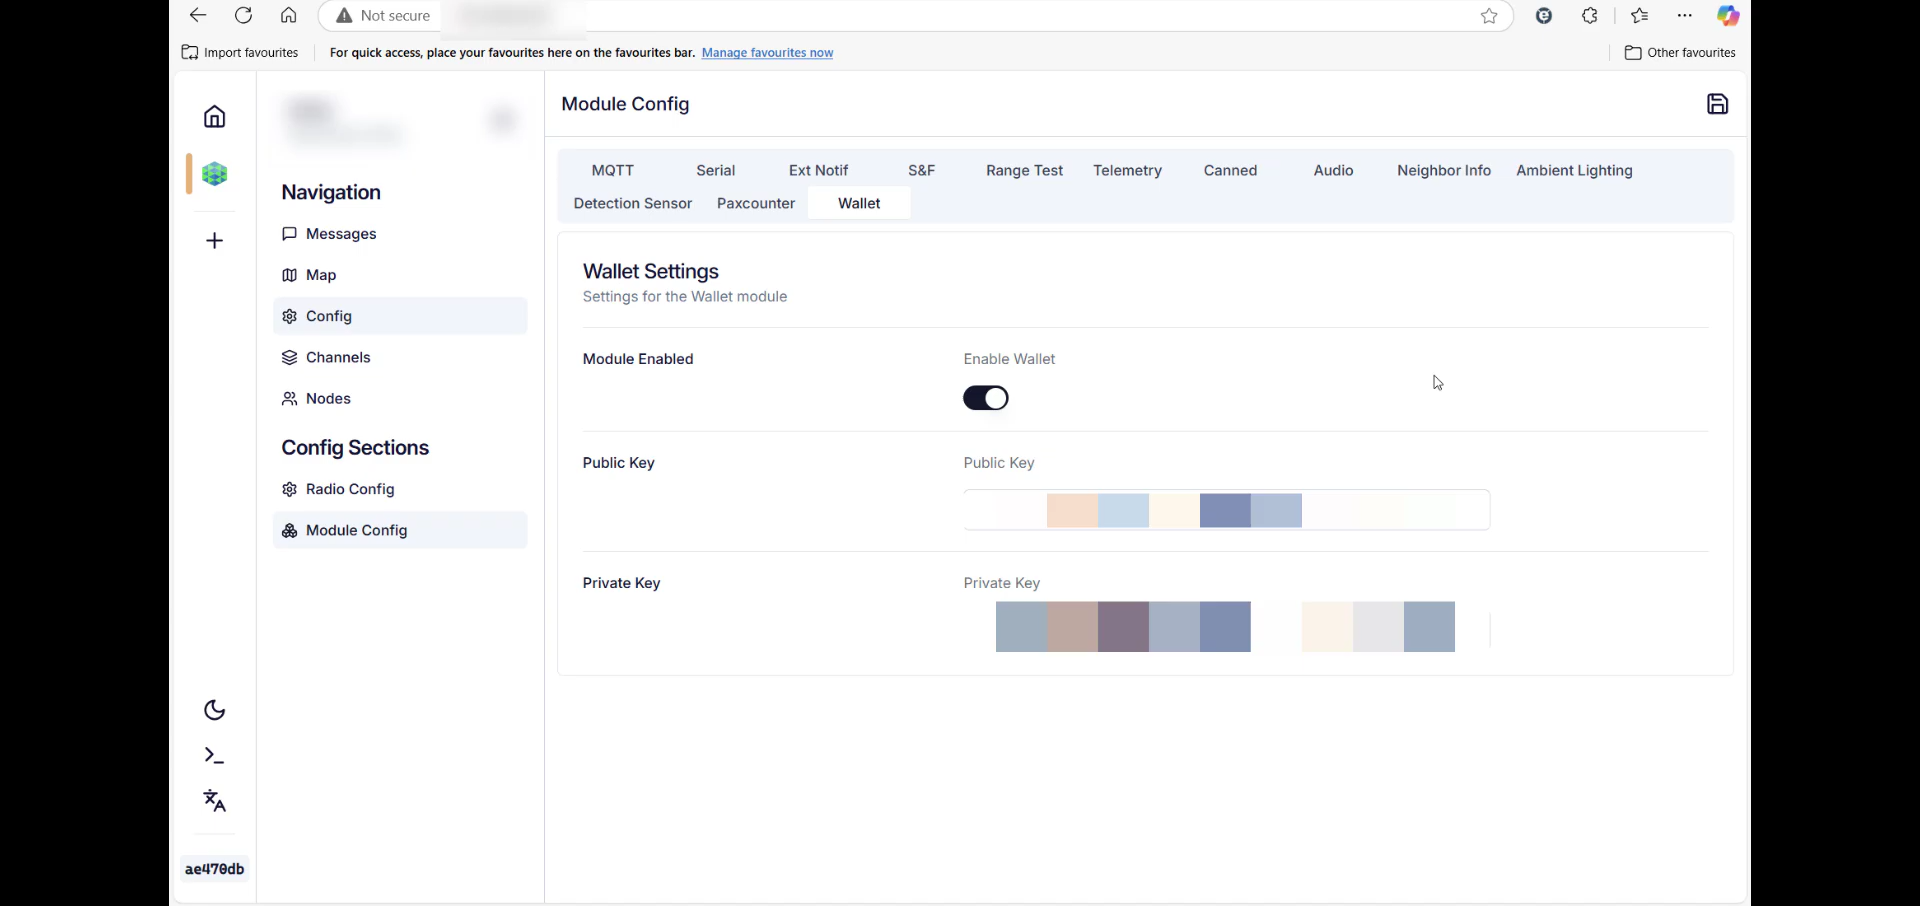 Not secure
Import favourites
For quick access, place your favourites here on the favourites bar. Manage favourites now
Other favourites
Module Config
MQTT Serial Ext Notif S&F Range Test Telemetry Canned Audio Neighbor Info Ambient Lighting
Detection Sensor Paxcounter Wallet
Navigation
Messages
Map
Config
Channels
Nodes
Config Sections
Radio Config
Module Config
ae470db
Wallet Settings
Settings for the Wallet module
Module Enabled
Enable Wallet
Public Key
Public Key
Private Key
Private Key